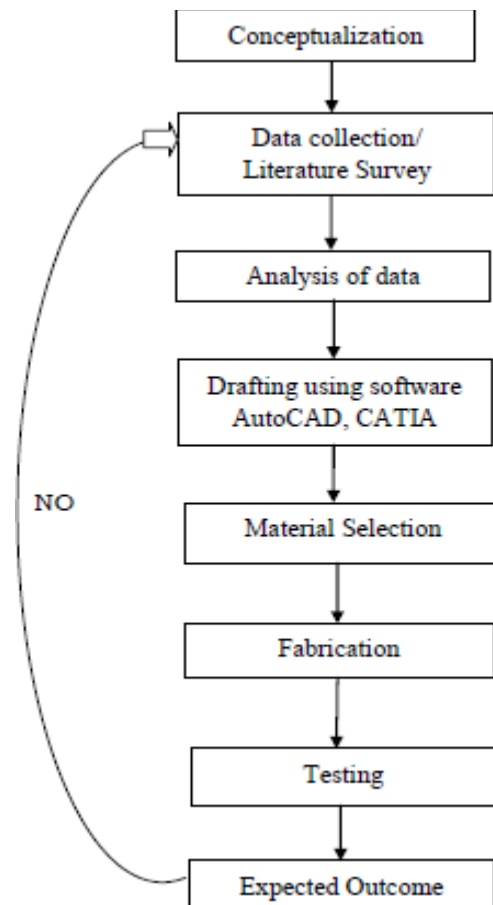 Conceptualization
Data collection/
Literature Survey
Analysis of data
Drafting using software
AutoCAD, CATIA
NO
Material Selection
Fabrication
Testing
Expected Outcome